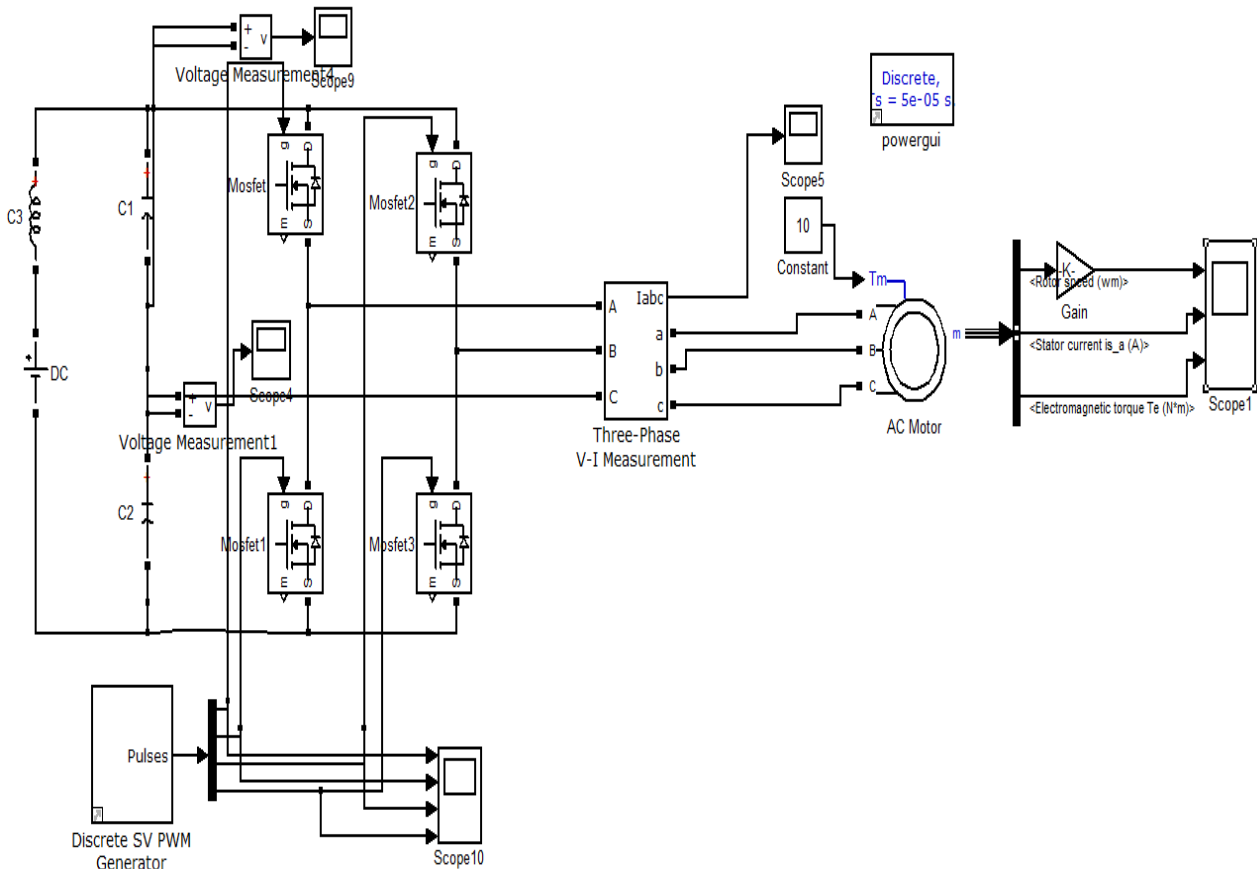 +
-
v
Voltage Measurement4
Scope9
Discrete,
Ts = 5e-05 s
powergui
g
D
Mosfet
m
S
g
D
Mosfet2
m
S
C3
C1
+
DC
Scope5
10
Constant
Tm
A
B
C
m
AC Motor
Iabc
A
a
B
b
C
c
Three-Phase
V-I Measurement
-K-
<Rotor speed (wm)>
Gain
<Stator current is_a (A)>
<Electromagnetic torque Te (N*m)>
Scope1
Scope4
+
-
v
Voltage Measurement1
C2
g
D
Mosfet1
m
S
g
D
Mosfet3
m
S
Pulses
Discrete SV PWM
Generator
Scope10